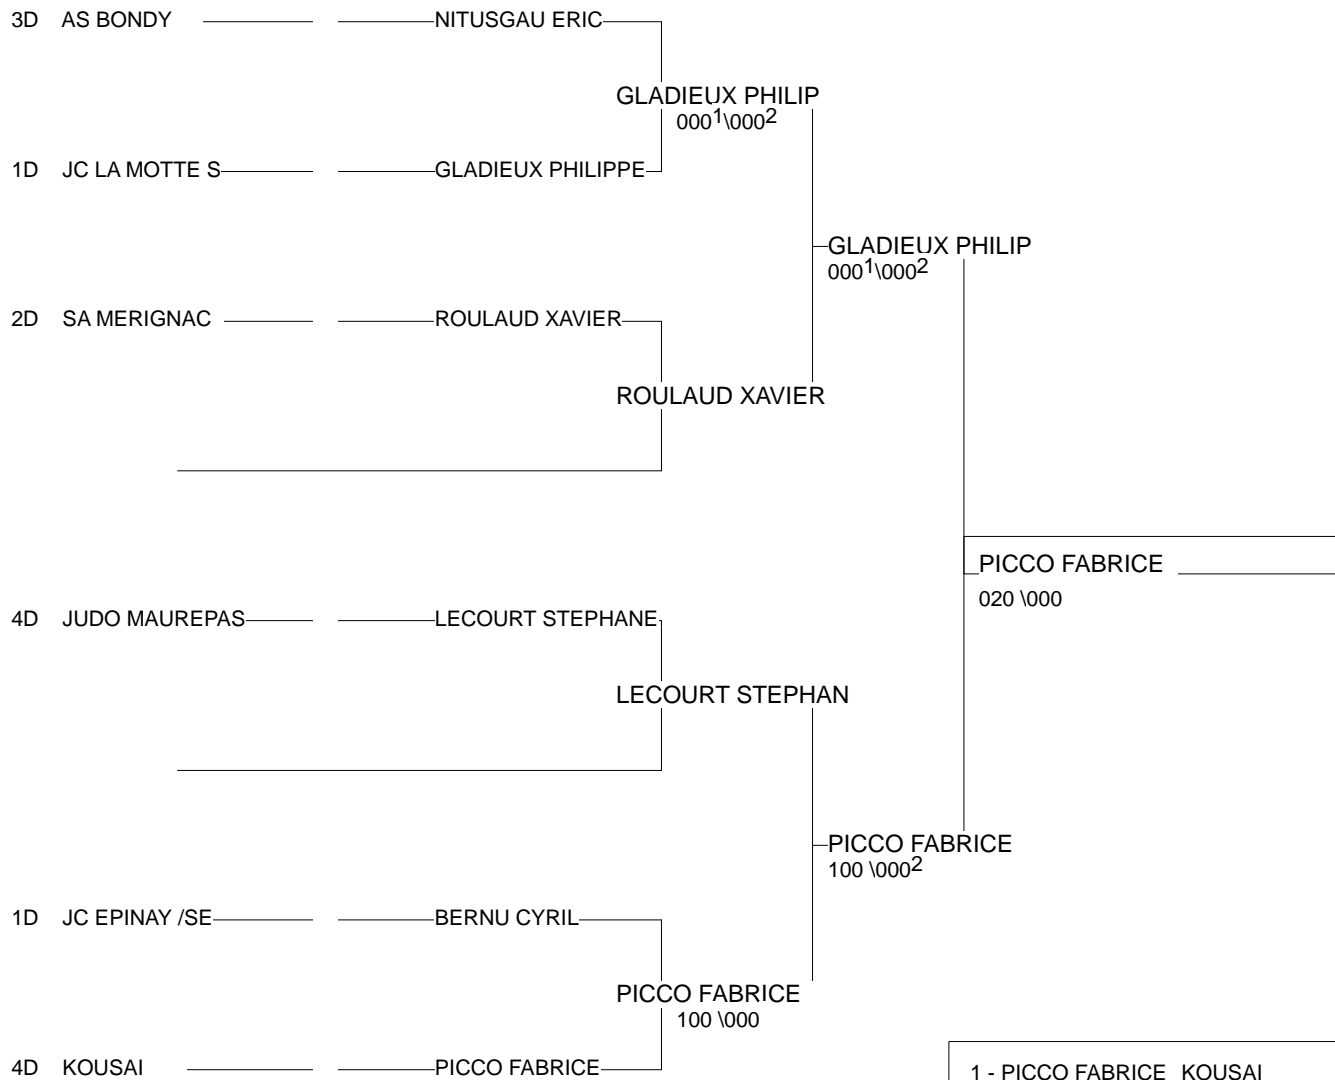 3D AS BONDY NITUSGAU ERIC
GLADIEUX PHILIP
000¹\000²
1D JC LA MOTTE S GLADIEUX PHILIPPE
GLADIEUX PHILIP
000¹\000²
2D SA MERIGNAC ROULAUD XAVIER
ROULAUD XAVIER
PICCO FABRICE
020 \000
4D JUDO MAUREPAS LECOURT STEPHANE
LECOURT STEPHAN
PICCO FABRICE
100 \000²
1D JC EPINAY /SE BERNU CYRIL
PICCO FABRICE
100 \000
4D KOUSAI PICCO FABRICE
1 - PICCO FABRICE KOUSAI